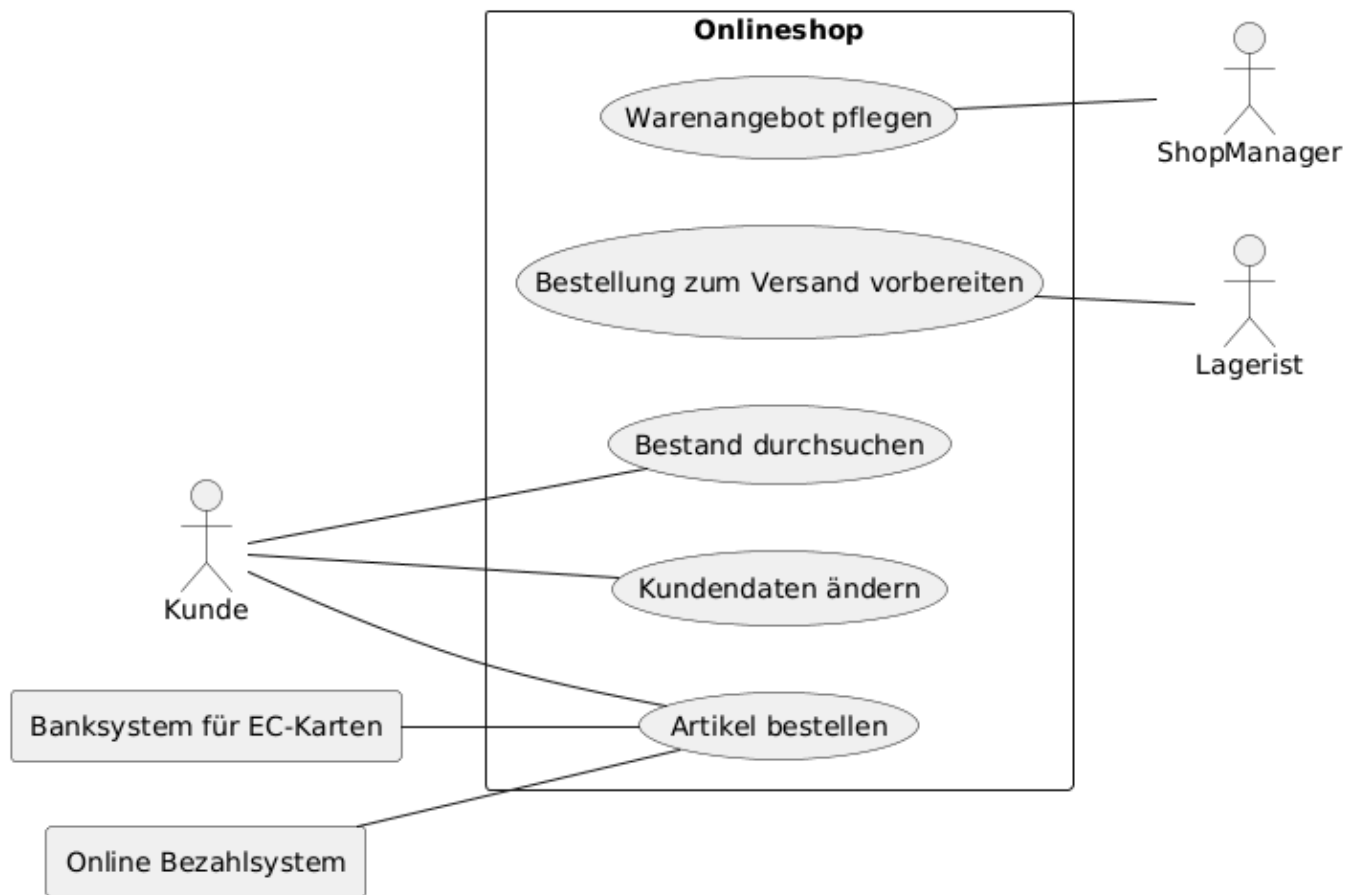 Onlineshop
Warenangebot pflegen
ShopManager
Bestellung zum Versand vorbereiten
Lagerist
Bestand durchsuchen
Kundendaten ändern
Kunde
Banksystem für EC-Karten
Artikel bestellen
Online Bezahlsystem